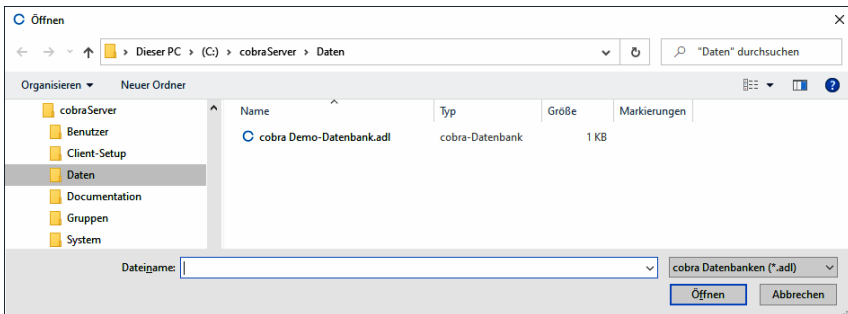 Öffnen
Dieser PC > (C:) > cobraServer > Daten
"Daten" durchsuchen
Organisieren
Neuer Ordner
cobraServer
Benutzer
Client-Setup
Daten
Documentation
Gruppen
System
Name Typ Größe Markierungen
cobra Demo-Datenbank.adl cobra-Datenbank 1 KB
Dateiname:
cobra Datenbanken (*.adl)
Öffnen Abbrechen